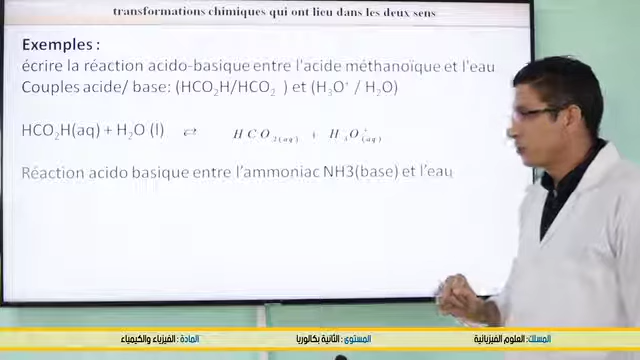 transformations chimiques qui ont lieu dans les deux sens
Exemples :
écrire la réaction acido-basique entre l'acide méthanoïque et l'eau
Couples acide/ base: (HCO₂H/HCO₂⁻ ) et (H₃O⁺ / H₂O)
HCO₂H(aq) + H₂O (l) ⇄ HCO₂(aq) + H₃O⁺(aq)
Réaction acido basique entre l'ammoniac NH3(base) et l'eau
المسلك: العلوم الفيزيائية المستوى : الثانية بكالوريا المادة : الفيزياء والكيمياء